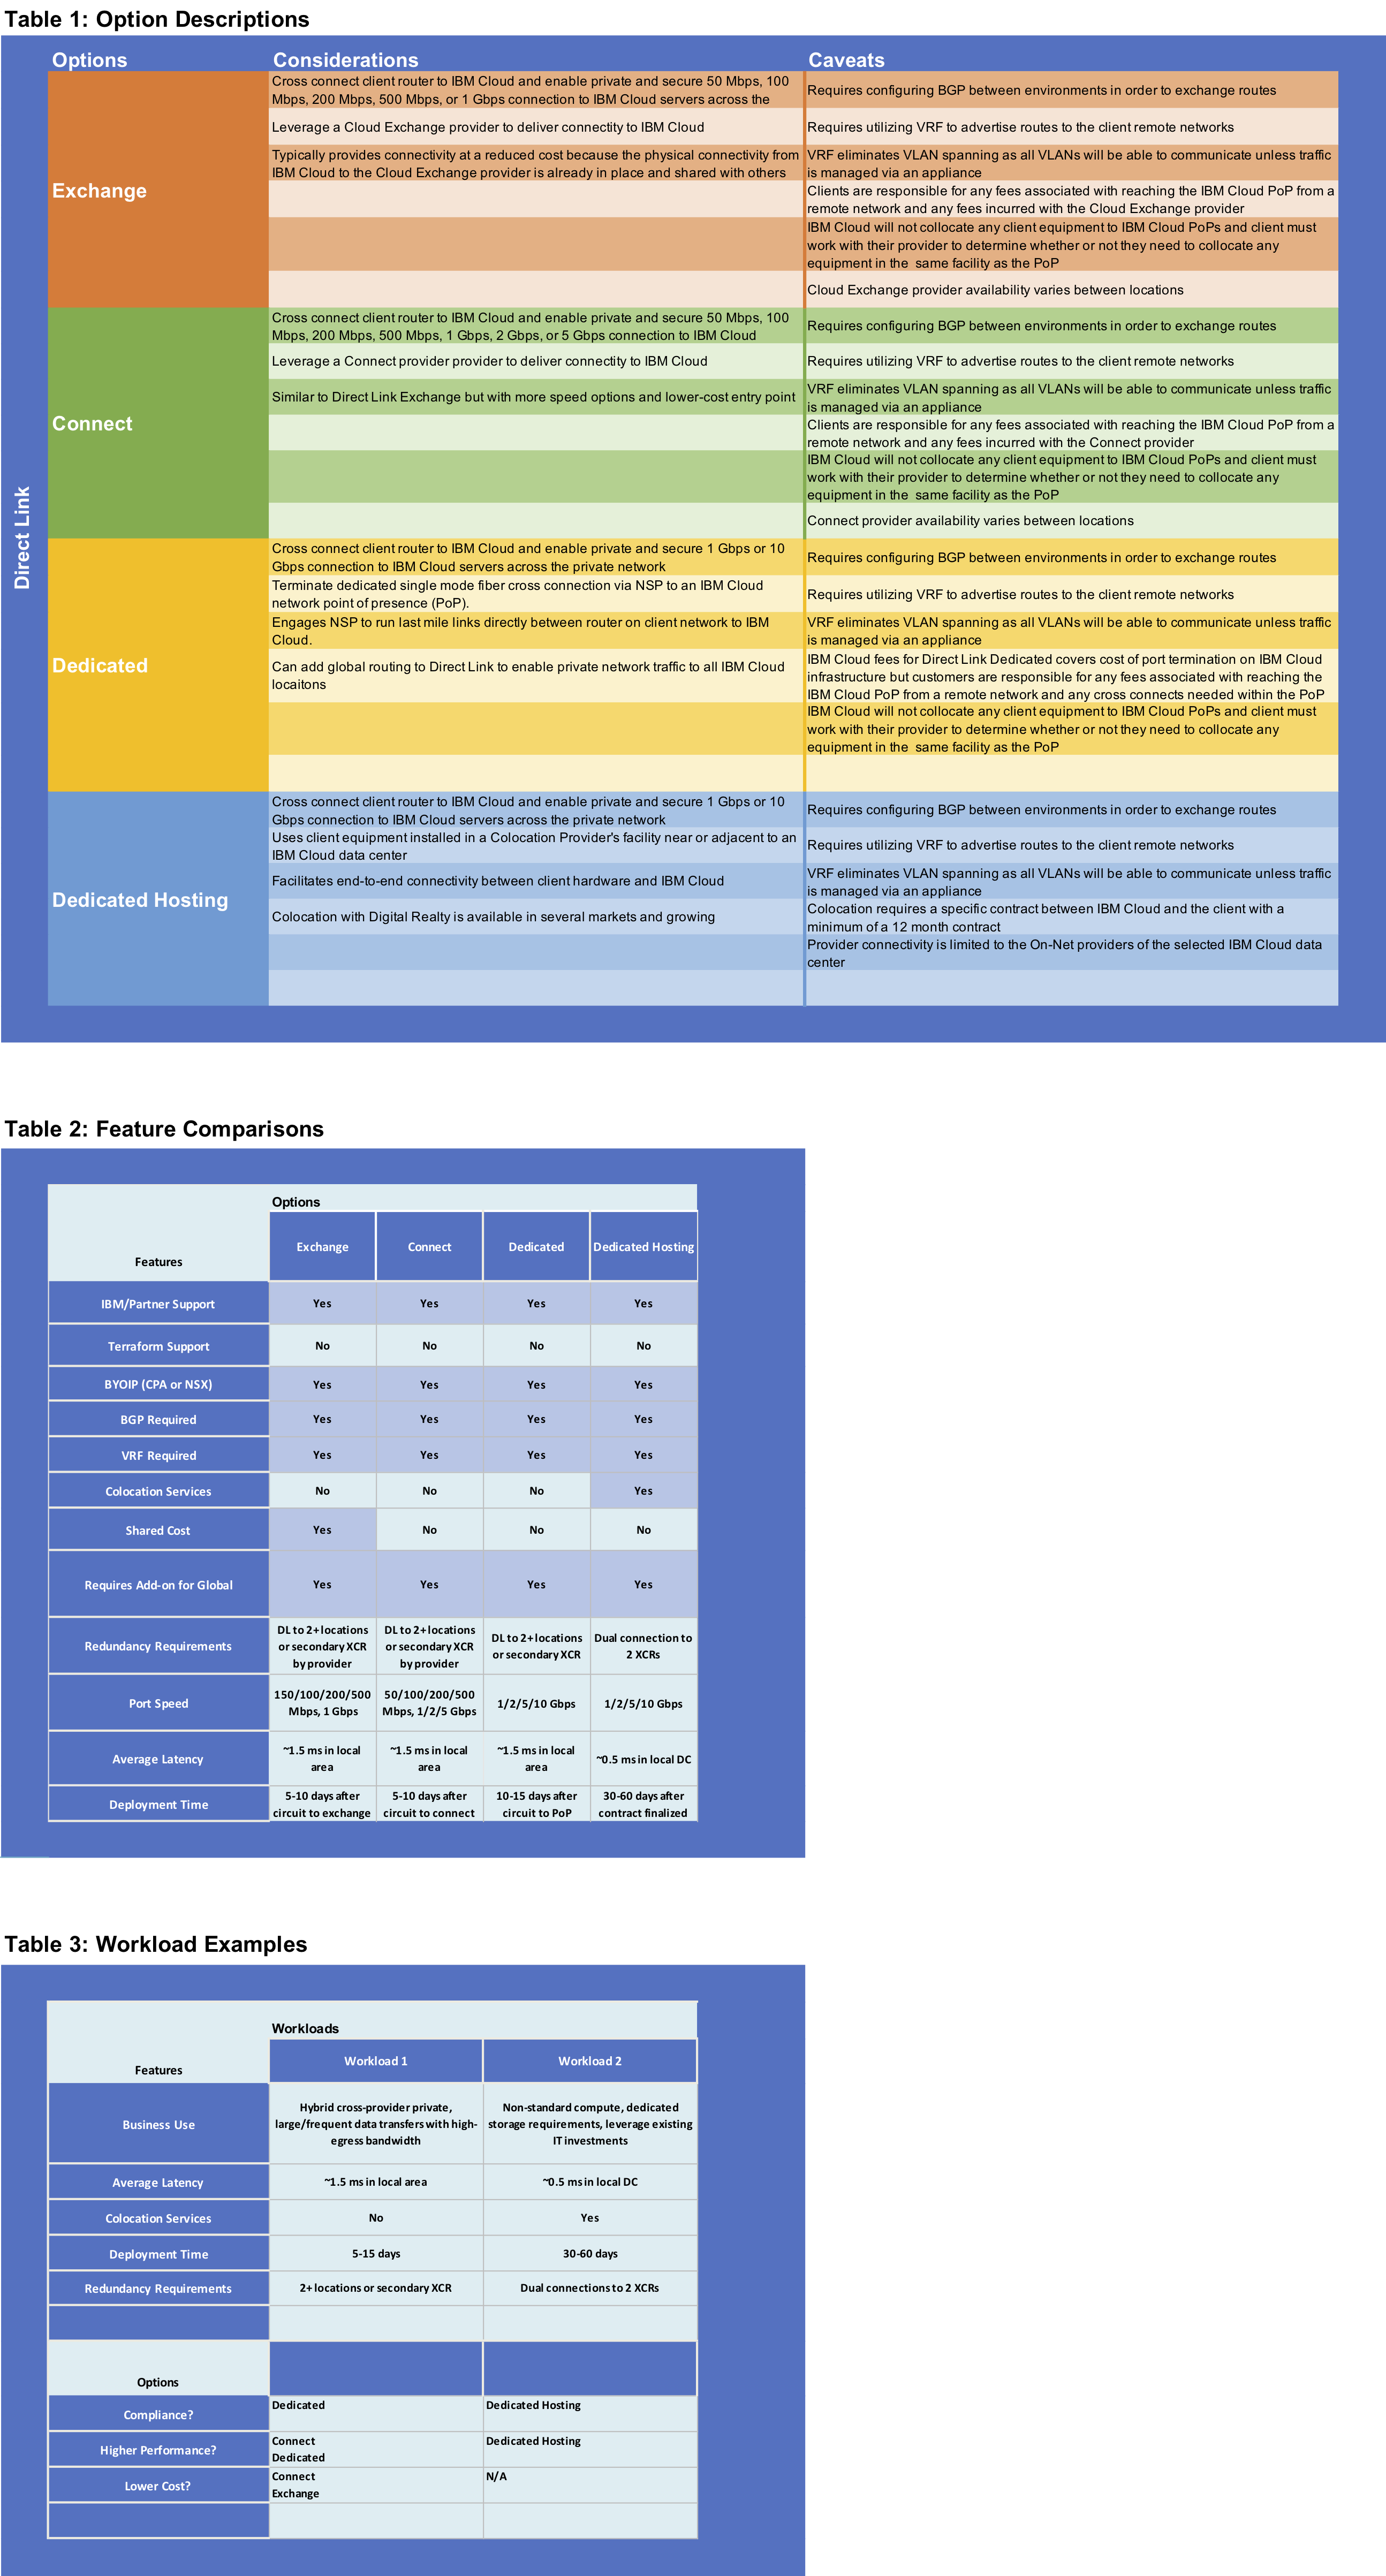 Table 1: Option Descriptions
Options Considerations Caveats
Direct Link
Exchange
Cross connect client router to IBM Cloud and enable private and secure 50 Mbps, 100
Mbps, 200 Mbps, 500 Mbps, or 1 Gbps connection to IBM Cloud servers across the
Requires configuring BGP between environments in order to exchange routes
Leverage a Cloud Exchange provider to deliver connectity to IBM Cloud
Requires utilizing VRF to advertise routes to the client remote networks
Typically provides connectivity at a reduced cost because the physical connectivity from
IBM Cloud to the Cloud Exchange provider is already in place and shared with others
VRF eliminates VLAN spanning as all VLANs will be able to communicate unless traffic
is managed via an appliance
Clients are responsible for any fees associated with reaching the IBM Cloud PoP from a
remote network and any fees incurred with the Cloud Exchange provider
IBM Cloud will not collocate any client equipment to IBM Cloud PoPs and client must
work with their provider to determine whether or not they need to collocate any
equipment in the  same facility as the PoP
Cloud Exchange provider availability varies between locations
Connect
Cross connect client router to IBM Cloud and enable private and secure 50 Mbps, 100
Mbps, 200 Mbps, 500 Mbps, 1 Gbps, 2 Gbps, or 5 Gbps connection to IBM Cloud
Requires configuring BGP between environments in order to exchange routes
Leverage a Connect provider provider to deliver connectity to IBM Cloud
Requires utilizing VRF to advertise routes to the client remote networks
Similar to Direct Link Exchange but with more speed options and lower-cost entry point
VRF eliminates VLAN spanning as all VLANs will be able to communicate unless traffic
is managed via an appliance
Clients are responsible for any fees associated with reaching the IBM Cloud PoP from a
remote network and any fees incurred with the Connect provider
IBM Cloud will not collocate any client equipment to IBM Cloud PoPs and client must
work with their provider to determine whether or not they need to collocate any
equipment in the  same facility as the PoP
Connect provider availability varies between locations
Dedicated
Cross connect client router to IBM Cloud and enable private and secure 1 Gbps or 10
Gbps connection to IBM Cloud servers across the private network
Requires configuring BGP between environments in order to exchange routes
Terminate dedicated single mode fiber cross connection via NSP to an IBM Cloud
network point of presence (PoP).
Requires utilizing VRF to advertise routes to the client remote networks
Engages NSP to run last mile links directly between router on client network to IBM
Cloud.
VRF eliminates VLAN spanning as all VLANs will be able to communicate unless traffic
is managed via an appliance
Can add global routing to Direct Link to enable private network traffic to all IBM Cloud
locaitons
IBM Cloud fees for Direct Link Dedicated covers cost of port termination on IBM Cloud
infrastructure but customers are responsible for any fees associated with reaching the
IBM Cloud PoP from a remote network and any cross connects needed within the PoP
IBM Cloud will not collocate any client equipment to IBM Cloud PoPs and client must
work with their provider to determine whether or not they need to collocate any
equipment in the  same facility as the PoP
Dedicated Hosting
Cross connect client router to IBM Cloud and enable private and secure 1 Gbps or 10
Gbps connection to IBM Cloud servers across the private network
Requires configuring BGP between environments in order to exchange routes
Uses client equipment installed in a Colocation Provider's facility near or adjacent to an
IBM Cloud data center
Requires utilizing VRF to advertise routes to the client remote networks
Facilitates end-to-end connectivity between client hardware and IBM Cloud
VRF eliminates VLAN spanning as all VLANs will be able to communicate unless traffic
is managed via an appliance
Colocation with Digital Realty is available in several markets and growing
Colocation requires a specific contract between IBM Cloud and the client with a
minimum of a 12 month contract
Provider connectivity is limited to the On-Net providers of the selected IBM Cloud data
center
Table 2: Feature Comparisons
Options
Features Exchange Connect Dedicated Dedicated Hosting
IBM/Partner Support Yes Yes Yes Yes
Terraform Support No No No No
BYOIP (CPA or NSX) Yes Yes Yes Yes
BGP Required Yes Yes Yes Yes
VRF Required Yes Yes Yes Yes
Colocation Services No No No Yes
Shared Cost Yes No No No
Requires Add-on for Global Yes Yes Yes Yes
Redundancy Requirements
DL to 2+ locations
or secondary XCR
by provider
DL to 2+ locations
or secondary XCR
by provider
DL to 2+ locations
or secondary XCR
Dual connection to
2 XCRs
Port Speed
150/100/200/500
Mbps, 1 Gbps
50/100/200/500
Mbps, 1/2/5 Gbps
1/2/5/10 Gbps
1/2/5/10 Gbps
Average Latency
~1.5 ms in local
area
~1.5 ms in local
area
~1.5 ms in local
area
~0.5 ms in local DC
Deployment Time
5-10 days after
circuit to exchange
5-10 days after
circuit to connect
10-15 days after
circuit to PoP
30-60 days after
contract finalized
Table 3: Workload Examples
Workloads
Features Workload 1 Workload 2
Business Use
Hybrid cross-provider private,
large/frequent data transfers with high-
egress bandwidth
Non-standard compute, dedicated
storage requirements, leverage existing
IT investments
Average Latency ~1.5 ms in local area ~0.5 ms in local DC
Colocation Services No Yes
Deployment Time 5-15 days 30-60 days
Redundancy Requirements 2+ locations or secondary XCR Dual connections to 2 XCRs
Options
Compliance? Dedicated Dedicated Hosting
Higher Performance?
Connect
Dedicated
Dedicated Hosting
Lower Cost?
Connect
Exchange
N/A